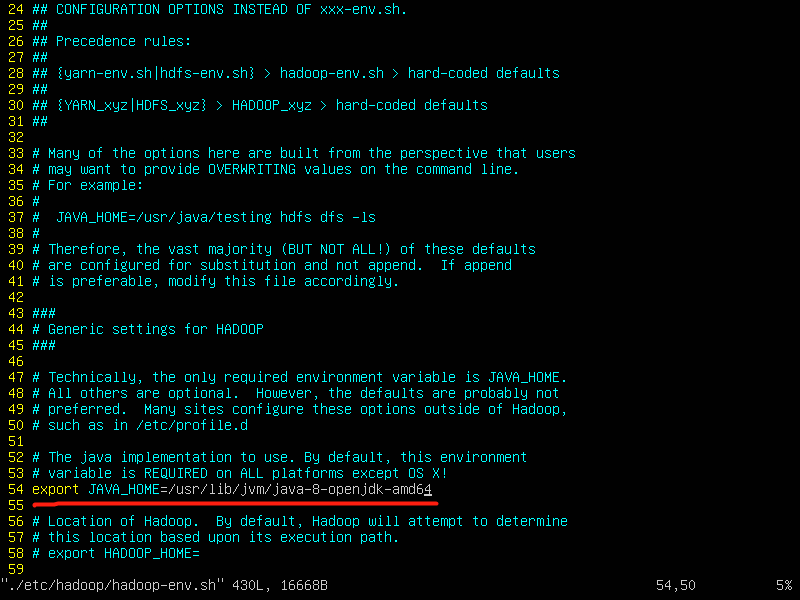 24 ## CONFIGURATION OPTIONS INSTEAD OF xxx-env.sh.
25 ##
26 ## Precedence rules:
27 ##
28 ## {yarn-env.sh|hdfs-env.sh} > hadoop-env.sh > hard-coded defaults
29 ##
30 ## {YARN_xyz|HDFS_xyz} > HADOOP_xyz > hard-coded defaults
31 ##
32
33 # Many of the options here are built from the perspective that users
34 # may want to provide OVERWRITING values on the command line.
35 # For example:
36 #
37 #  JAVA_HOME=/usr/java/testing hdfs dfs -ls
38 #
39 # Therefore, the vast majority (BUT NOT ALL!) of these defaults
40 # are configured for substitution and not append.  If append
41 # is preferable, modify this file accordingly.
42
43 ###
44 # Generic settings for HADOOP
45 ###
46
47 # Technically, the only required environment variable is JAVA_HOME.
48 # All others are optional.  However, the defaults are probably not
49 # preferred.  Many sites configure these options outside of Hadoop,
50 # such as in /etc/profile.d
51
52 # The java implementation to use. By default, this environment
53 # variable is REQUIRED on ALL platforms except OS X!
54 export JAVA_HOME=/usr/lib/jvm/java-8-openjdk-amd64
55
56 # Location of Hadoop.  By default, Hadoop will attempt to determine
57 # this location based upon its execution path.
58 # export HADOOP_HOME=
59
"./etc/hadoop/hadoop-env.sh" 430L, 16668B 54,50 5%